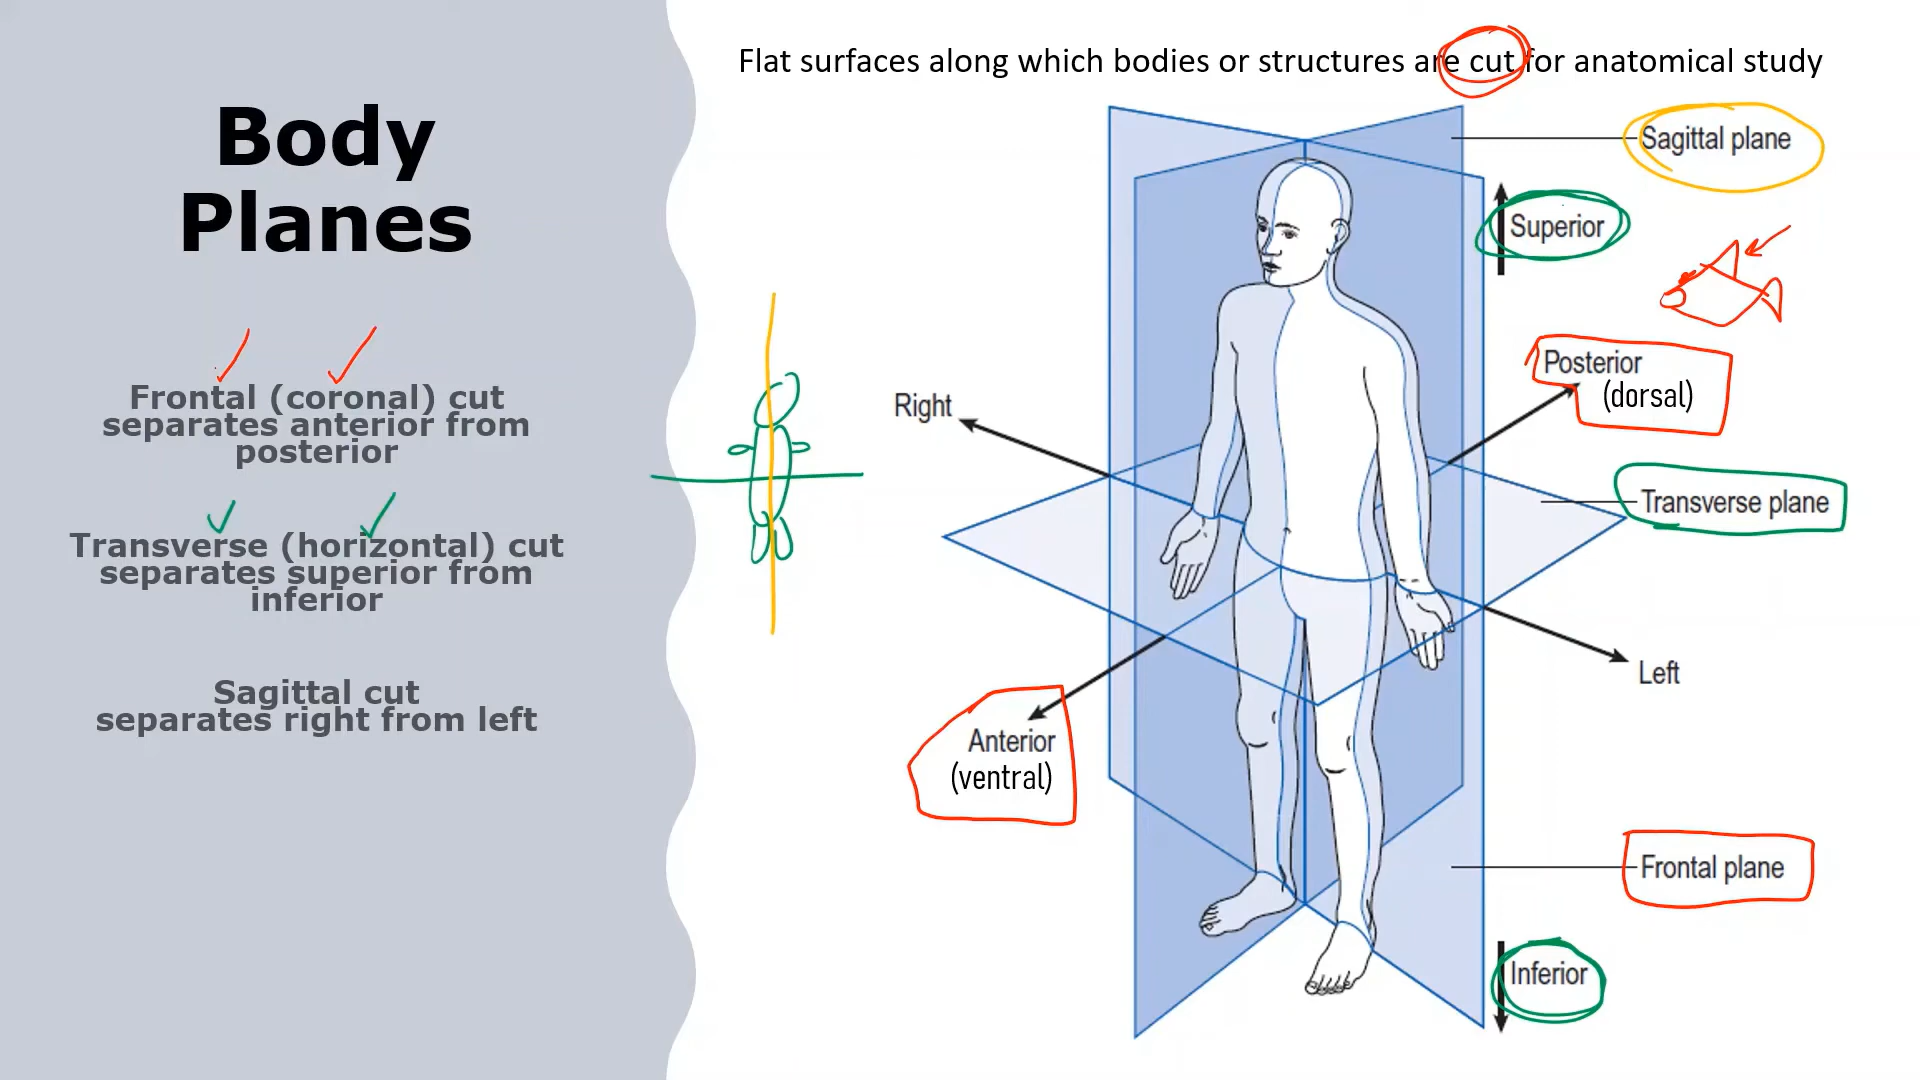 Body
Planes
Frontal (coronal) cut
separates anterior from
posterior
Transverse (horizontal) cut
separates superior from
inferior
Sagittal cut
separates right from left
Flat surfaces along which bodies or structures are cut for anatomical study
Sagittal plane
Superior
Posterior
(dorsal)
Right
Transverse plane
Left
Anterior
(ventral)
Frontal plane
Inferior